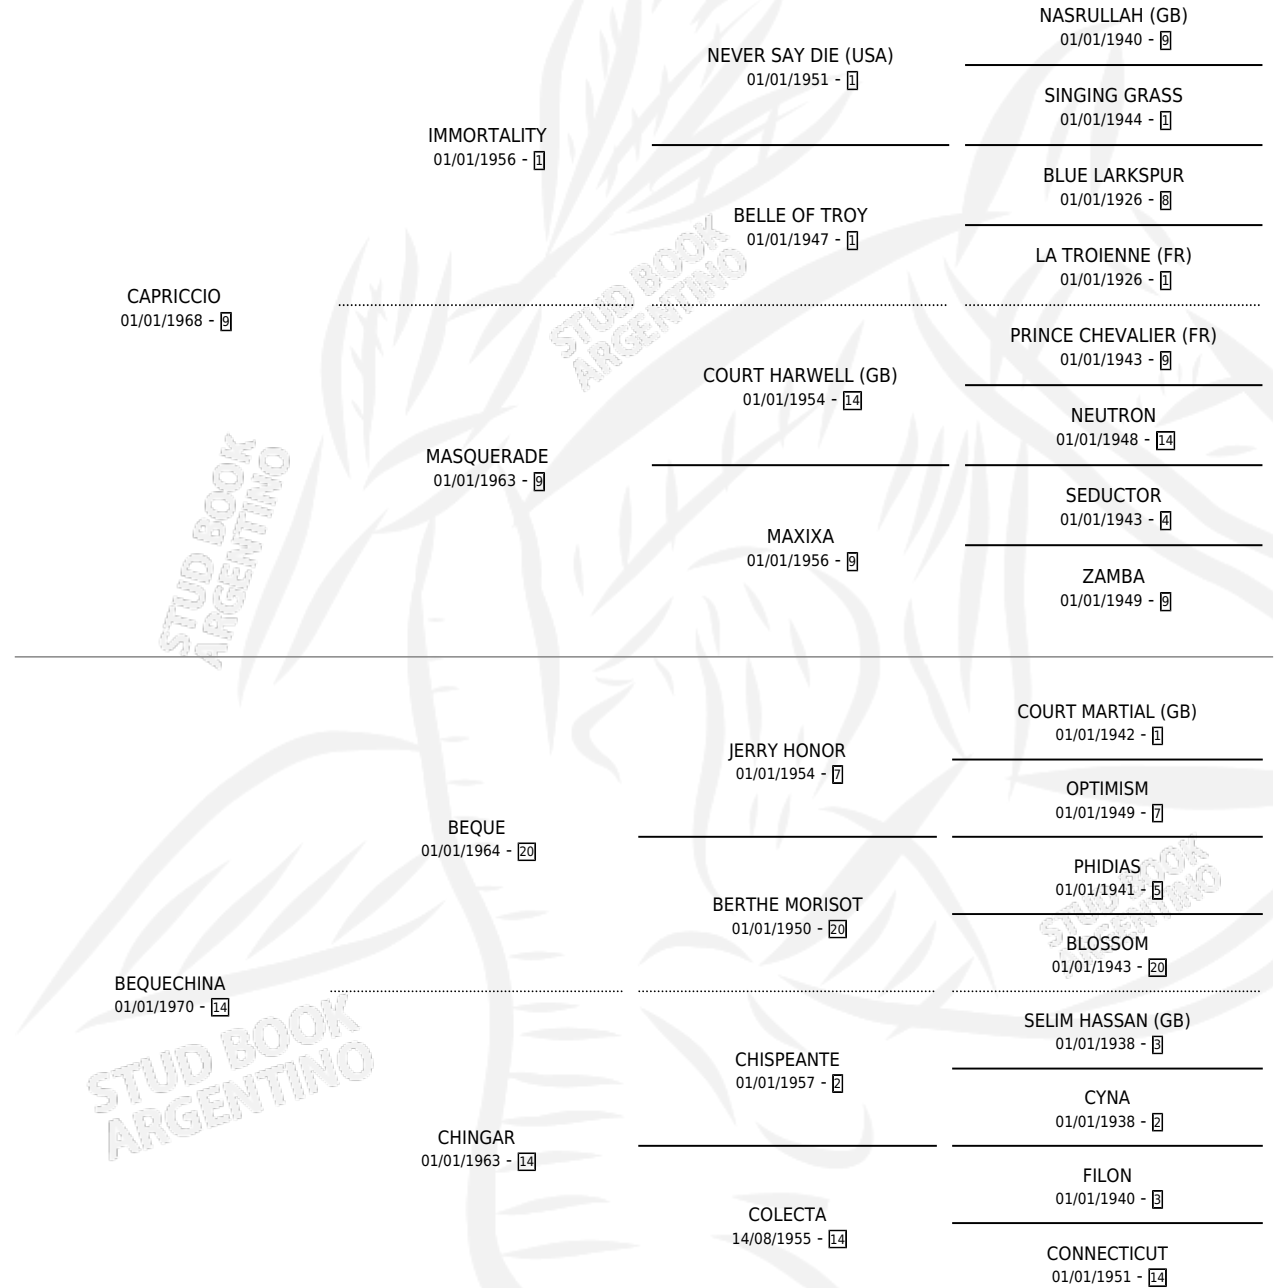 NASRULLAH (GB)
01/01/1940 - 9
NEVER SAY DIE (USA)
01/01/1951 - 1
SINGING GRASS
01/01/1944 - 1
IMMORTALITY
01/01/1956 - 1
BLUE LARKSPUR
01/01/1926 - 8
BELLE OF TROY
01/01/1947 - 1
LA TROIENNE (FR)
01/01/1926 - 1
CAPRICCIO
01/01/1968 - 9
STUD BOOK
ARGENTINO
PRINCE CHEVALIER (FR)
01/01/1943 - 9
COURT HARWELL (GB)
01/01/1954 - 14
NEUTRON
01/01/1948 - 14
MASQUERADE
01/01/1963 - 9
SEDUCTOR
01/01/1943 - 4
MAXIXA
01/01/1956 - 9
ZAMBA
01/01/1949 - 9
STUD BOOK
ARGENTINO
COURT MARTIAL (GB)
01/01/1942 - 1
JERRY HONOR
01/01/1954 - 7
OPTIMISM
01/01/1949 - 7
BEQUE
01/01/1964 - 20
PHIDIAS
01/01/1941 - 5
BERTHE MORISOT
01/01/1950 - 20
BLOSSOM
01/01/1943 - 20
STUD BOOK
ARGENTINO
BEQUECHINA
01/01/1970 - 14
SELIM HASSAN (GB)
01/01/1938 - 3
CHISPEANTE
01/01/1957 - 2
CYNA
01/01/1938 - 2
STUD BOOK
ARGENTINO
CHINGAR
01/01/1963 - 14
FILON
01/01/1940 - 3
COLECTA
14/08/1955 - 14
CONNECTICUT
01/01/1951 - 14